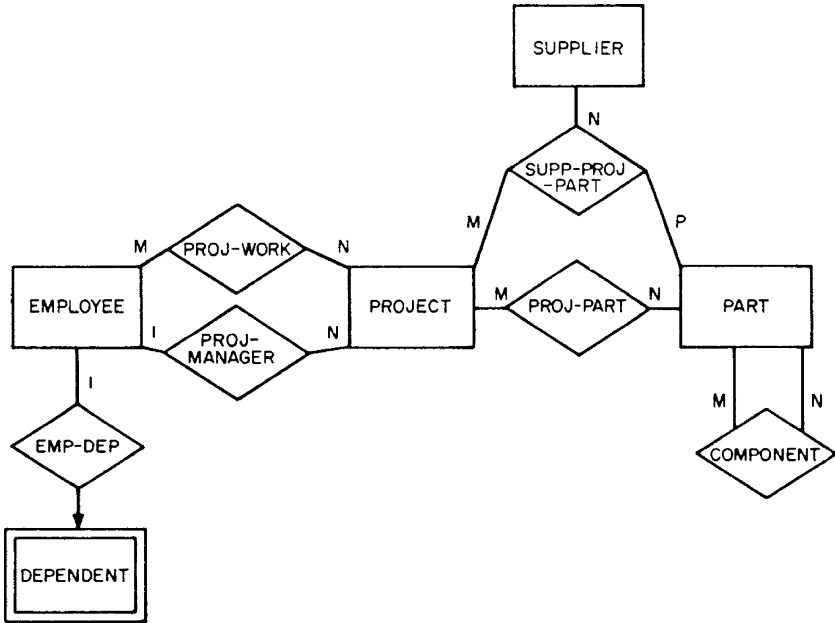 SUPPLIER
N
SUPP-PROJ
-PART
M
P
M
PROJ-WORK
N
EMPLOYEE
PROJECT
M
PROJ-PART
N
PART
I
PROJ-
MANAGER
N
I
M
N
EMP-DEP
COMPONENT
DEPENDENT